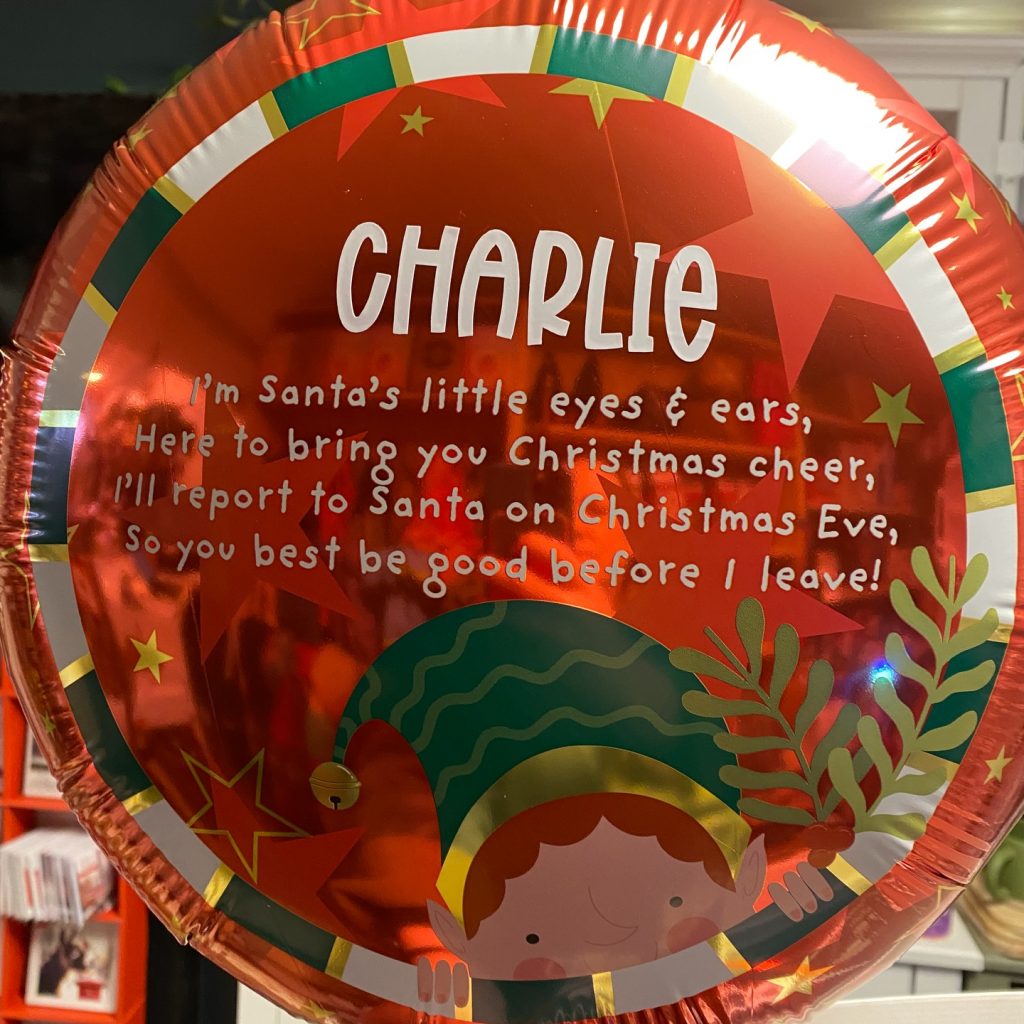 CHARLIE
I'm Santa's little eyes & ears,
Here to bring you Christmas cheer,
I'll report to Santa on Christmas Eve,
So you best be good before I leave!